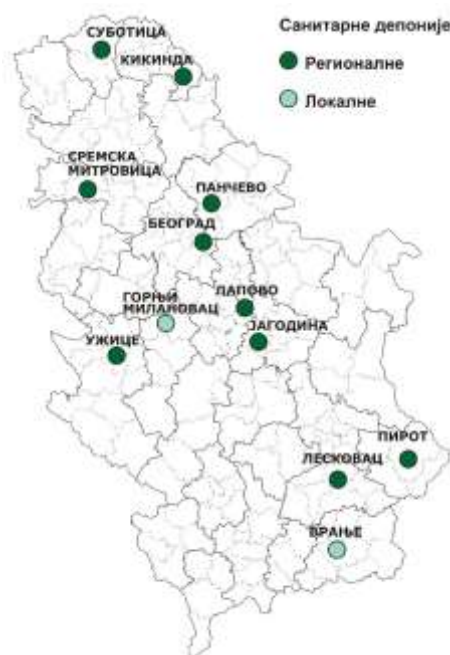 Санитарне депоније
Регионалне
Локалне
СУБОТИЦА
КИКИНДА
СРЕМСКА
МИТРОВИЦА
ПАНЧЕВО
БЕОГРАД
ГОРЊИ
МИЛАНОВАЦ
ЛАПОВО
ЈАГОДИНА
УЖИЦЕ
ПИРОТ
ЛЕСКОВАЦ
ВРАЊЕ